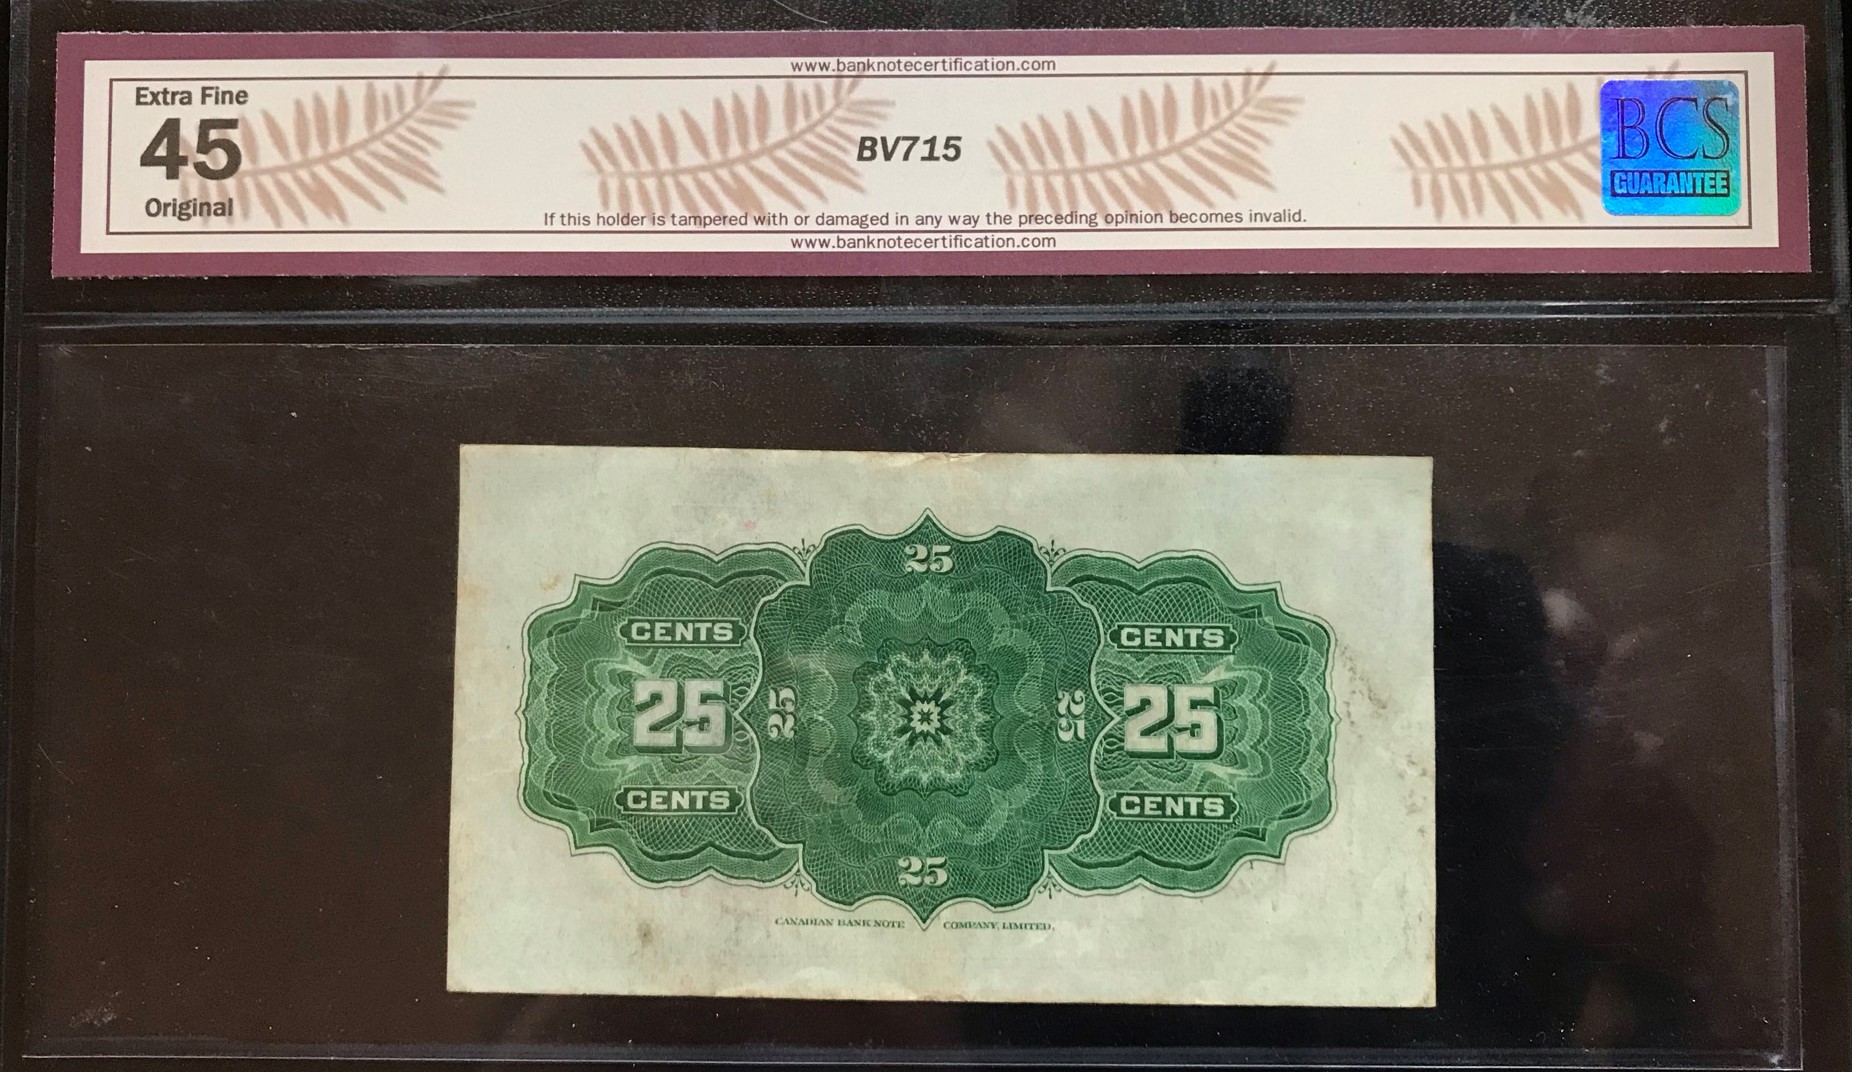 www.banknotecertification.com
Extra Fine
45
Original
BV715
BCS
GUARANTEE
If this holder is tampered with or damaged in any way the preceding opinion becomes invalid.
www.banknotecertification.com
25
CENTS
CENTS
25
25
25
25
CENTS
CENTS
25
CANADIAN BANK NOTE COMPANY, LIMITED.